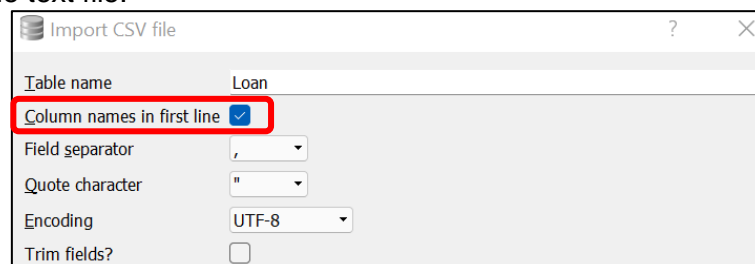 Import CSV file ?
Table name Loan
Column names in first line
Field separator ,
Quote character "
Encoding UTF-8
Trim fields?